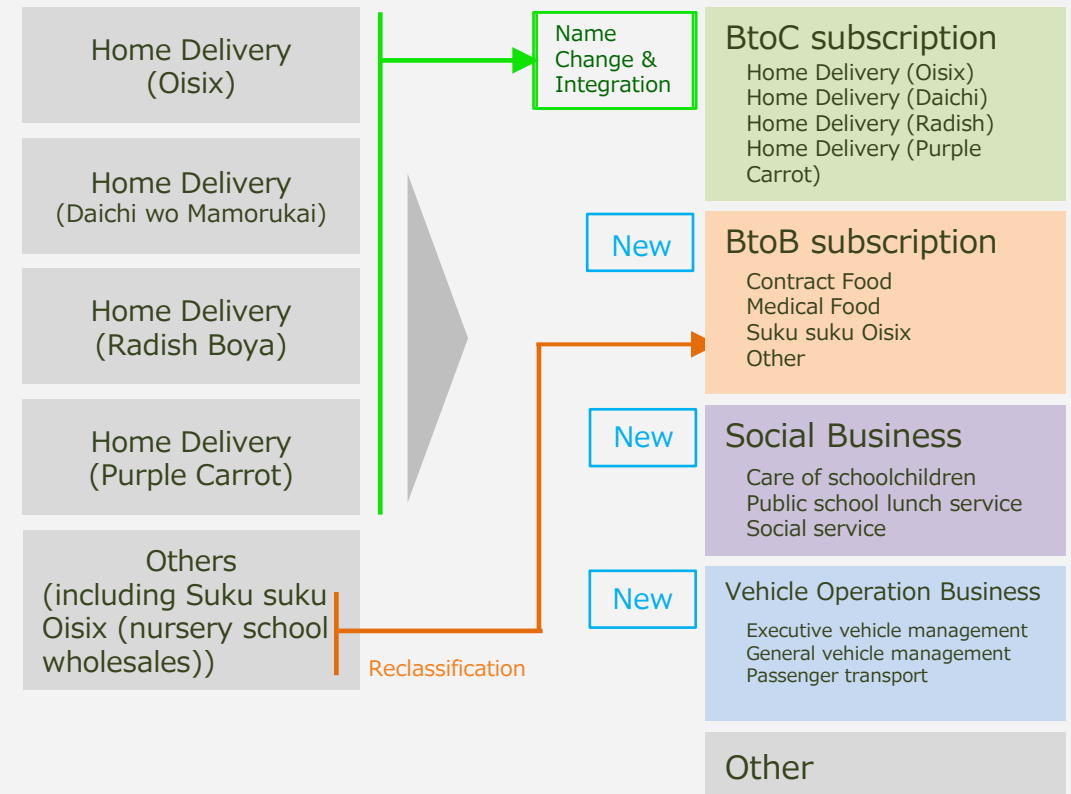 Home Delivery
(Oisix)
Home Delivery
(Daichi wo Mamorukai)
Home Delivery
(Radish Boya)
Home Delivery
(Purple Carrot)
Others
(including Suku suku
Oisix (nursery school
wholesales))
Reclassification
Name
Change &
Integration
New
New
New
BtoC subscription
Home Delivery (Oisix)
Home Delivery (Daichi)
Home Delivery (Radish)
Home Delivery (Purple
Carrot)
BtoB subscription
Contract Food
Medical Food
Suku suku Oisix
Other
Social Business
Care of schoolchildren
Public school lunch service
Social service
Vehicle Operation Business
Executive vehicle management
General vehicle management
Passenger transport
Other